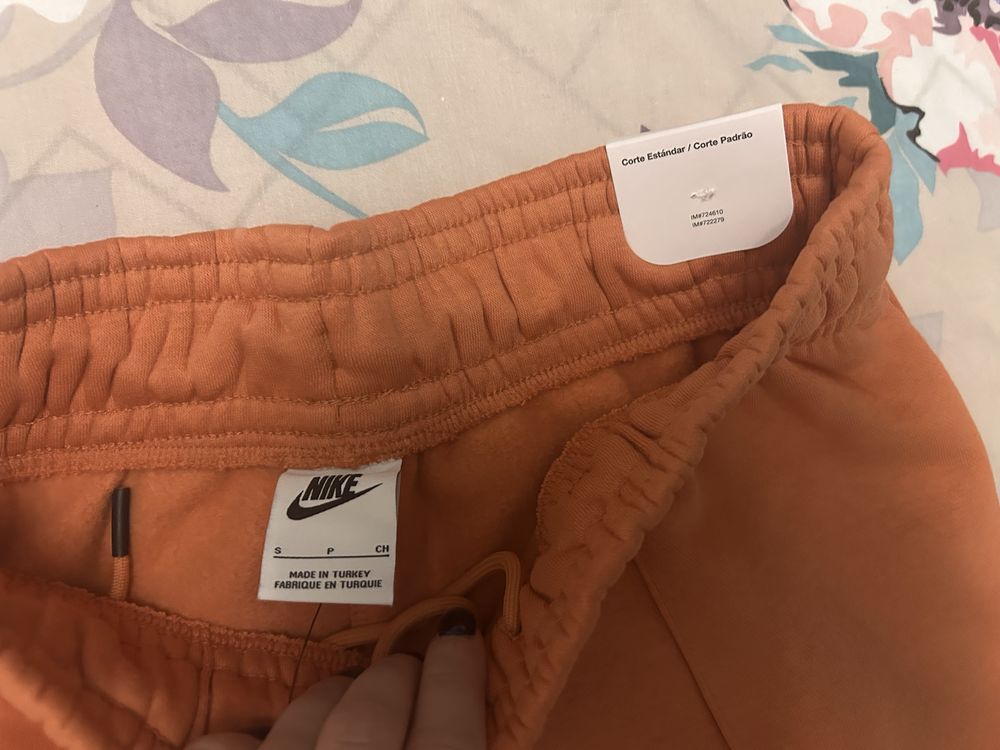 Corte Estándar / Corte Padrão
IM#724610
IM#722279
NIKE
S P CH
MADE IN TURKEY
FABRIQUE EN TURQUIE